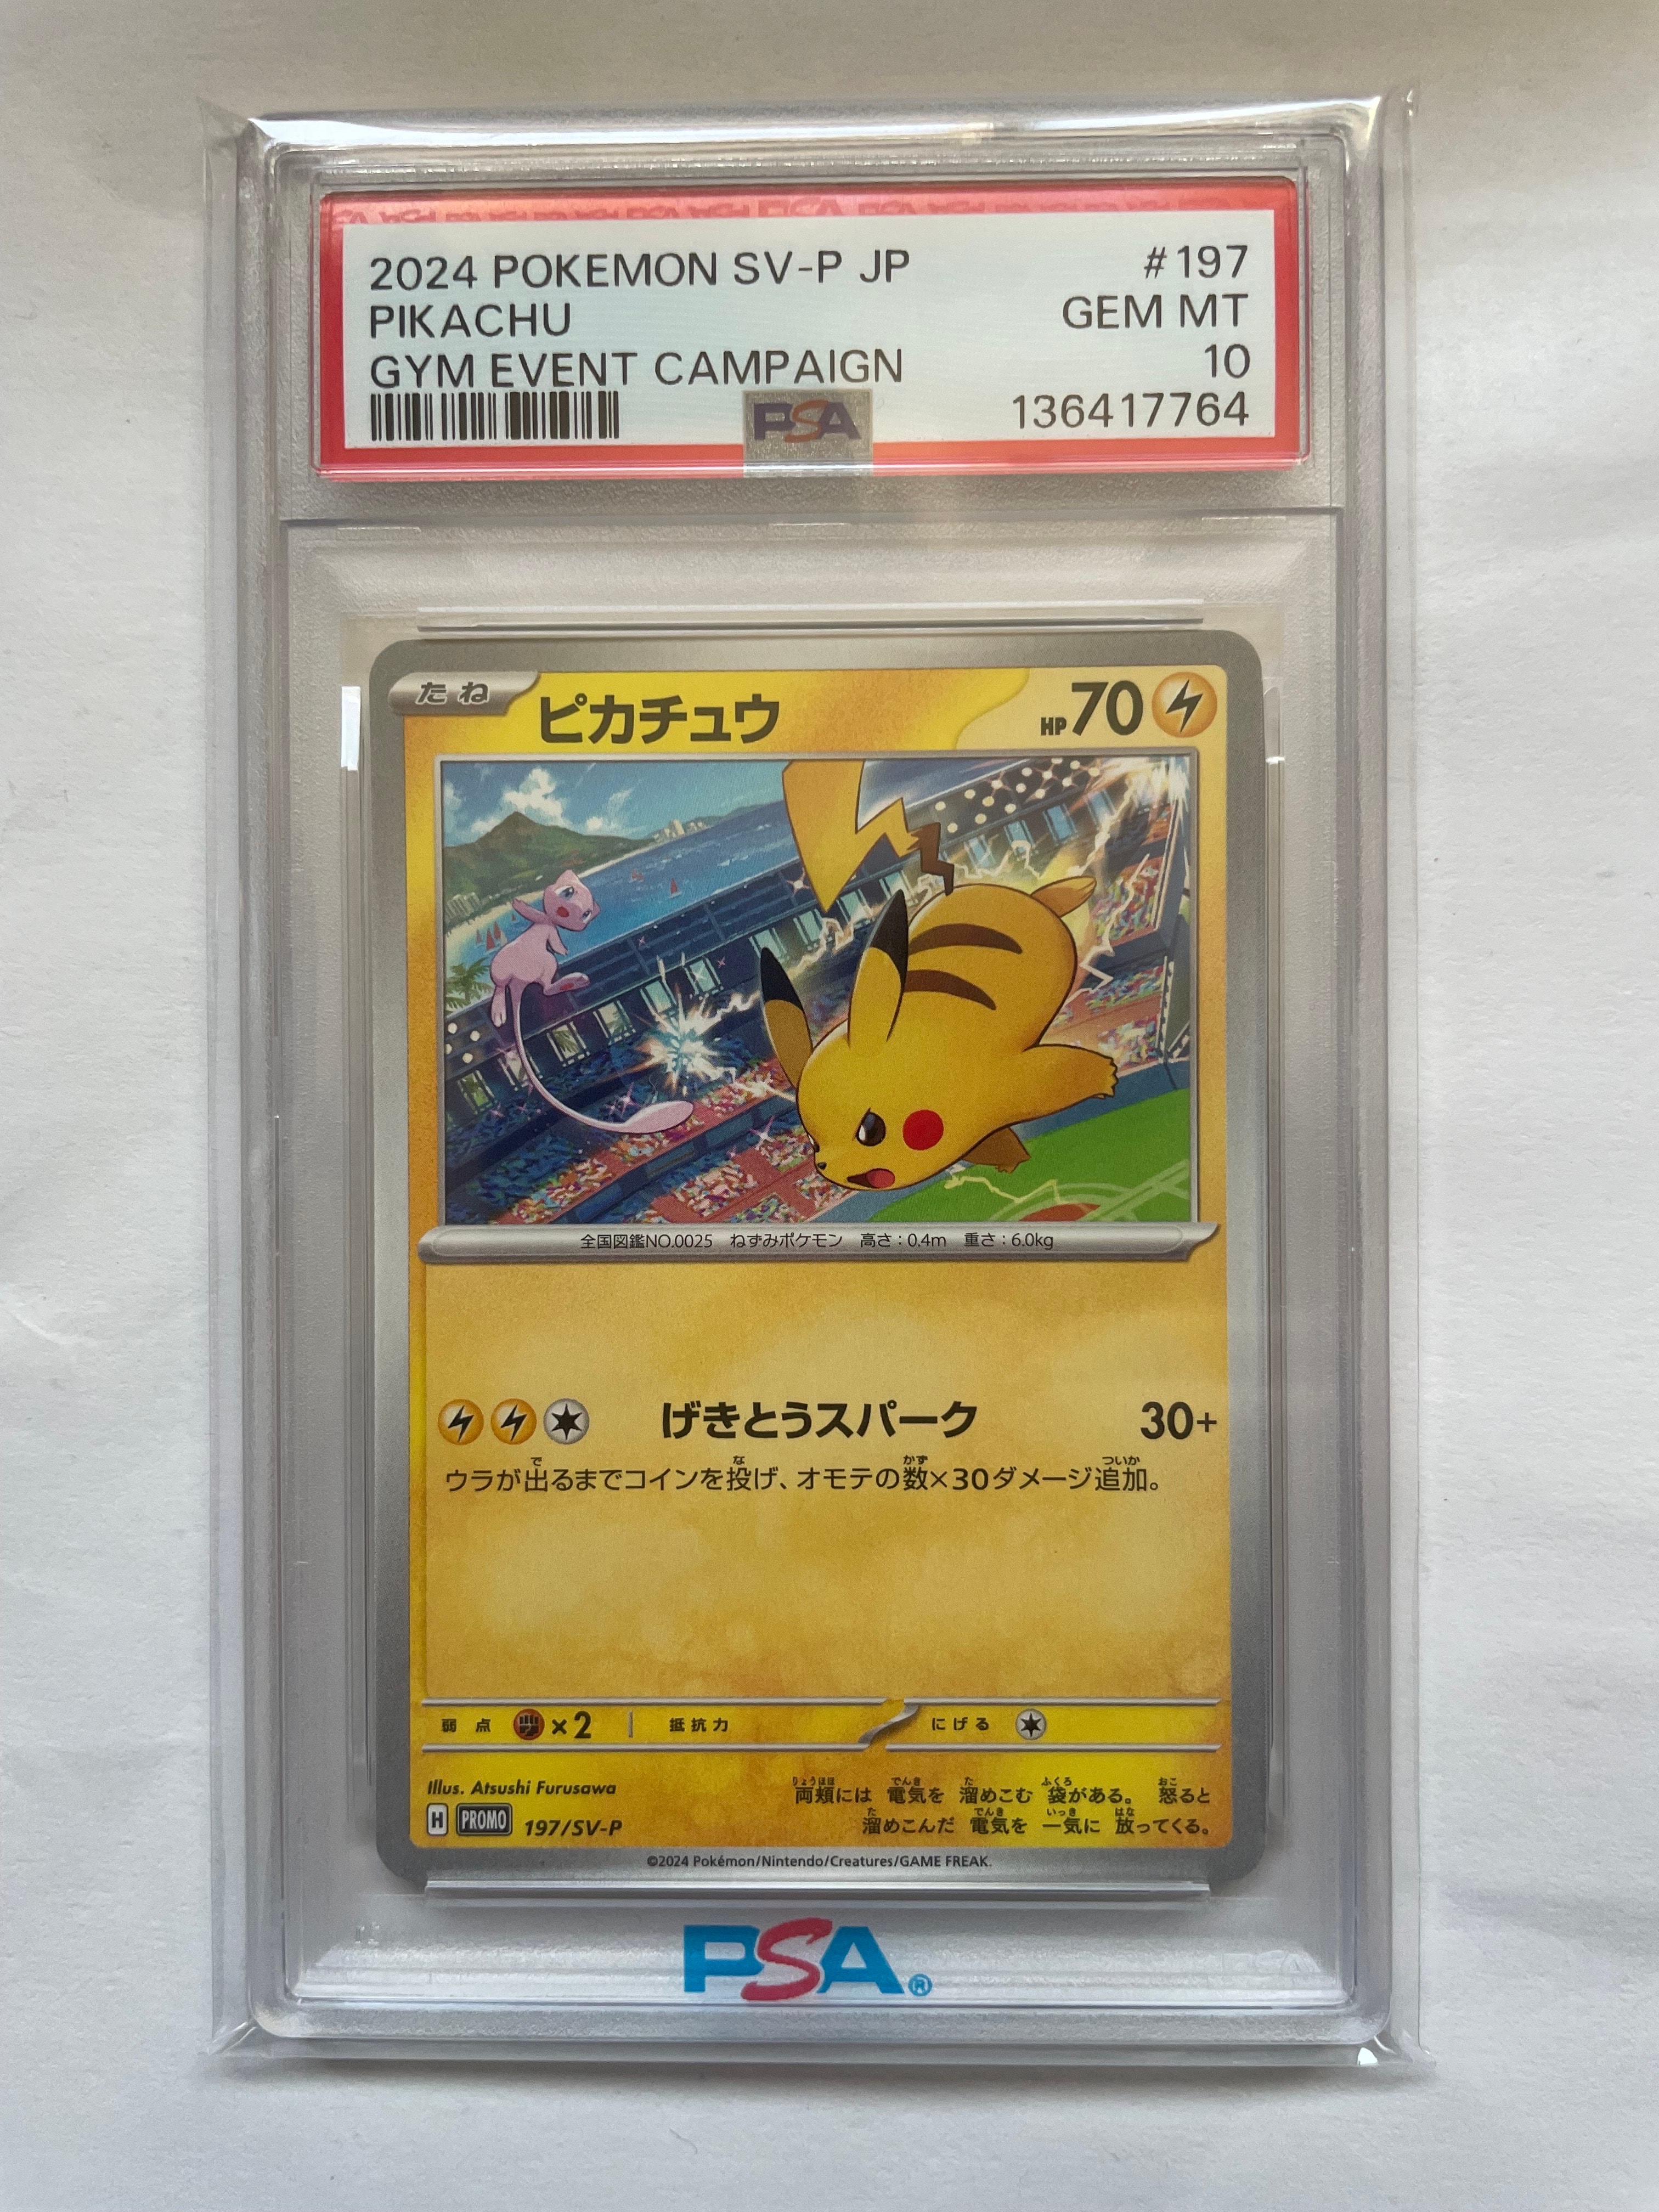 2024 POKEMON SV-P JP #197
PIKACHU GEM MT
GYM EVENT CAMPAIGN 10
PSA 136417764
たね ピカチュウ HP70
全国図鑑NO.0025 ねずみポケモン 高さ：0.4m 重さ：6.0kg
げきとうスパーク 30+
ウラが出るまでコインを投げ、オモテの数×30ダメージ追加。
弱点 ×2 抵抗力 にげる
Illus. Atsushi Furusawa
H PROMO 197/SV-P
両頬には 電気を 溜めこむ 袋がある。 怒ると
溜めこんだ 電気を 一気に 放ってくる。
©2024 Pokémon/Nintendo/Creatures/GAME FREAK.
PSA®